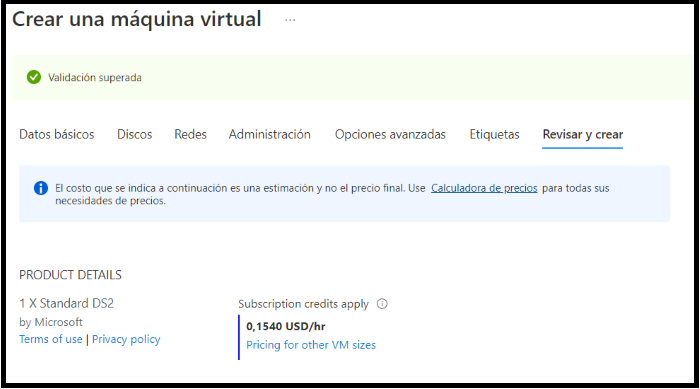 Crear una máquina virtual ...
Validación superada
Datos básicos Discos Redes Administración Opciones avanzadas Etiquetas Revisar y crear
El costo que se indica a continuación es una estimación y no el precio final. Use Calculadora de precios para todas sus
necesidades de precios.
PRODUCT DETAILS
1 X Standard DS2
by Microsoft
Terms of use | Privacy policy
Subscription credits apply
0,1540 USD/hr
Pricing for other VM sizes